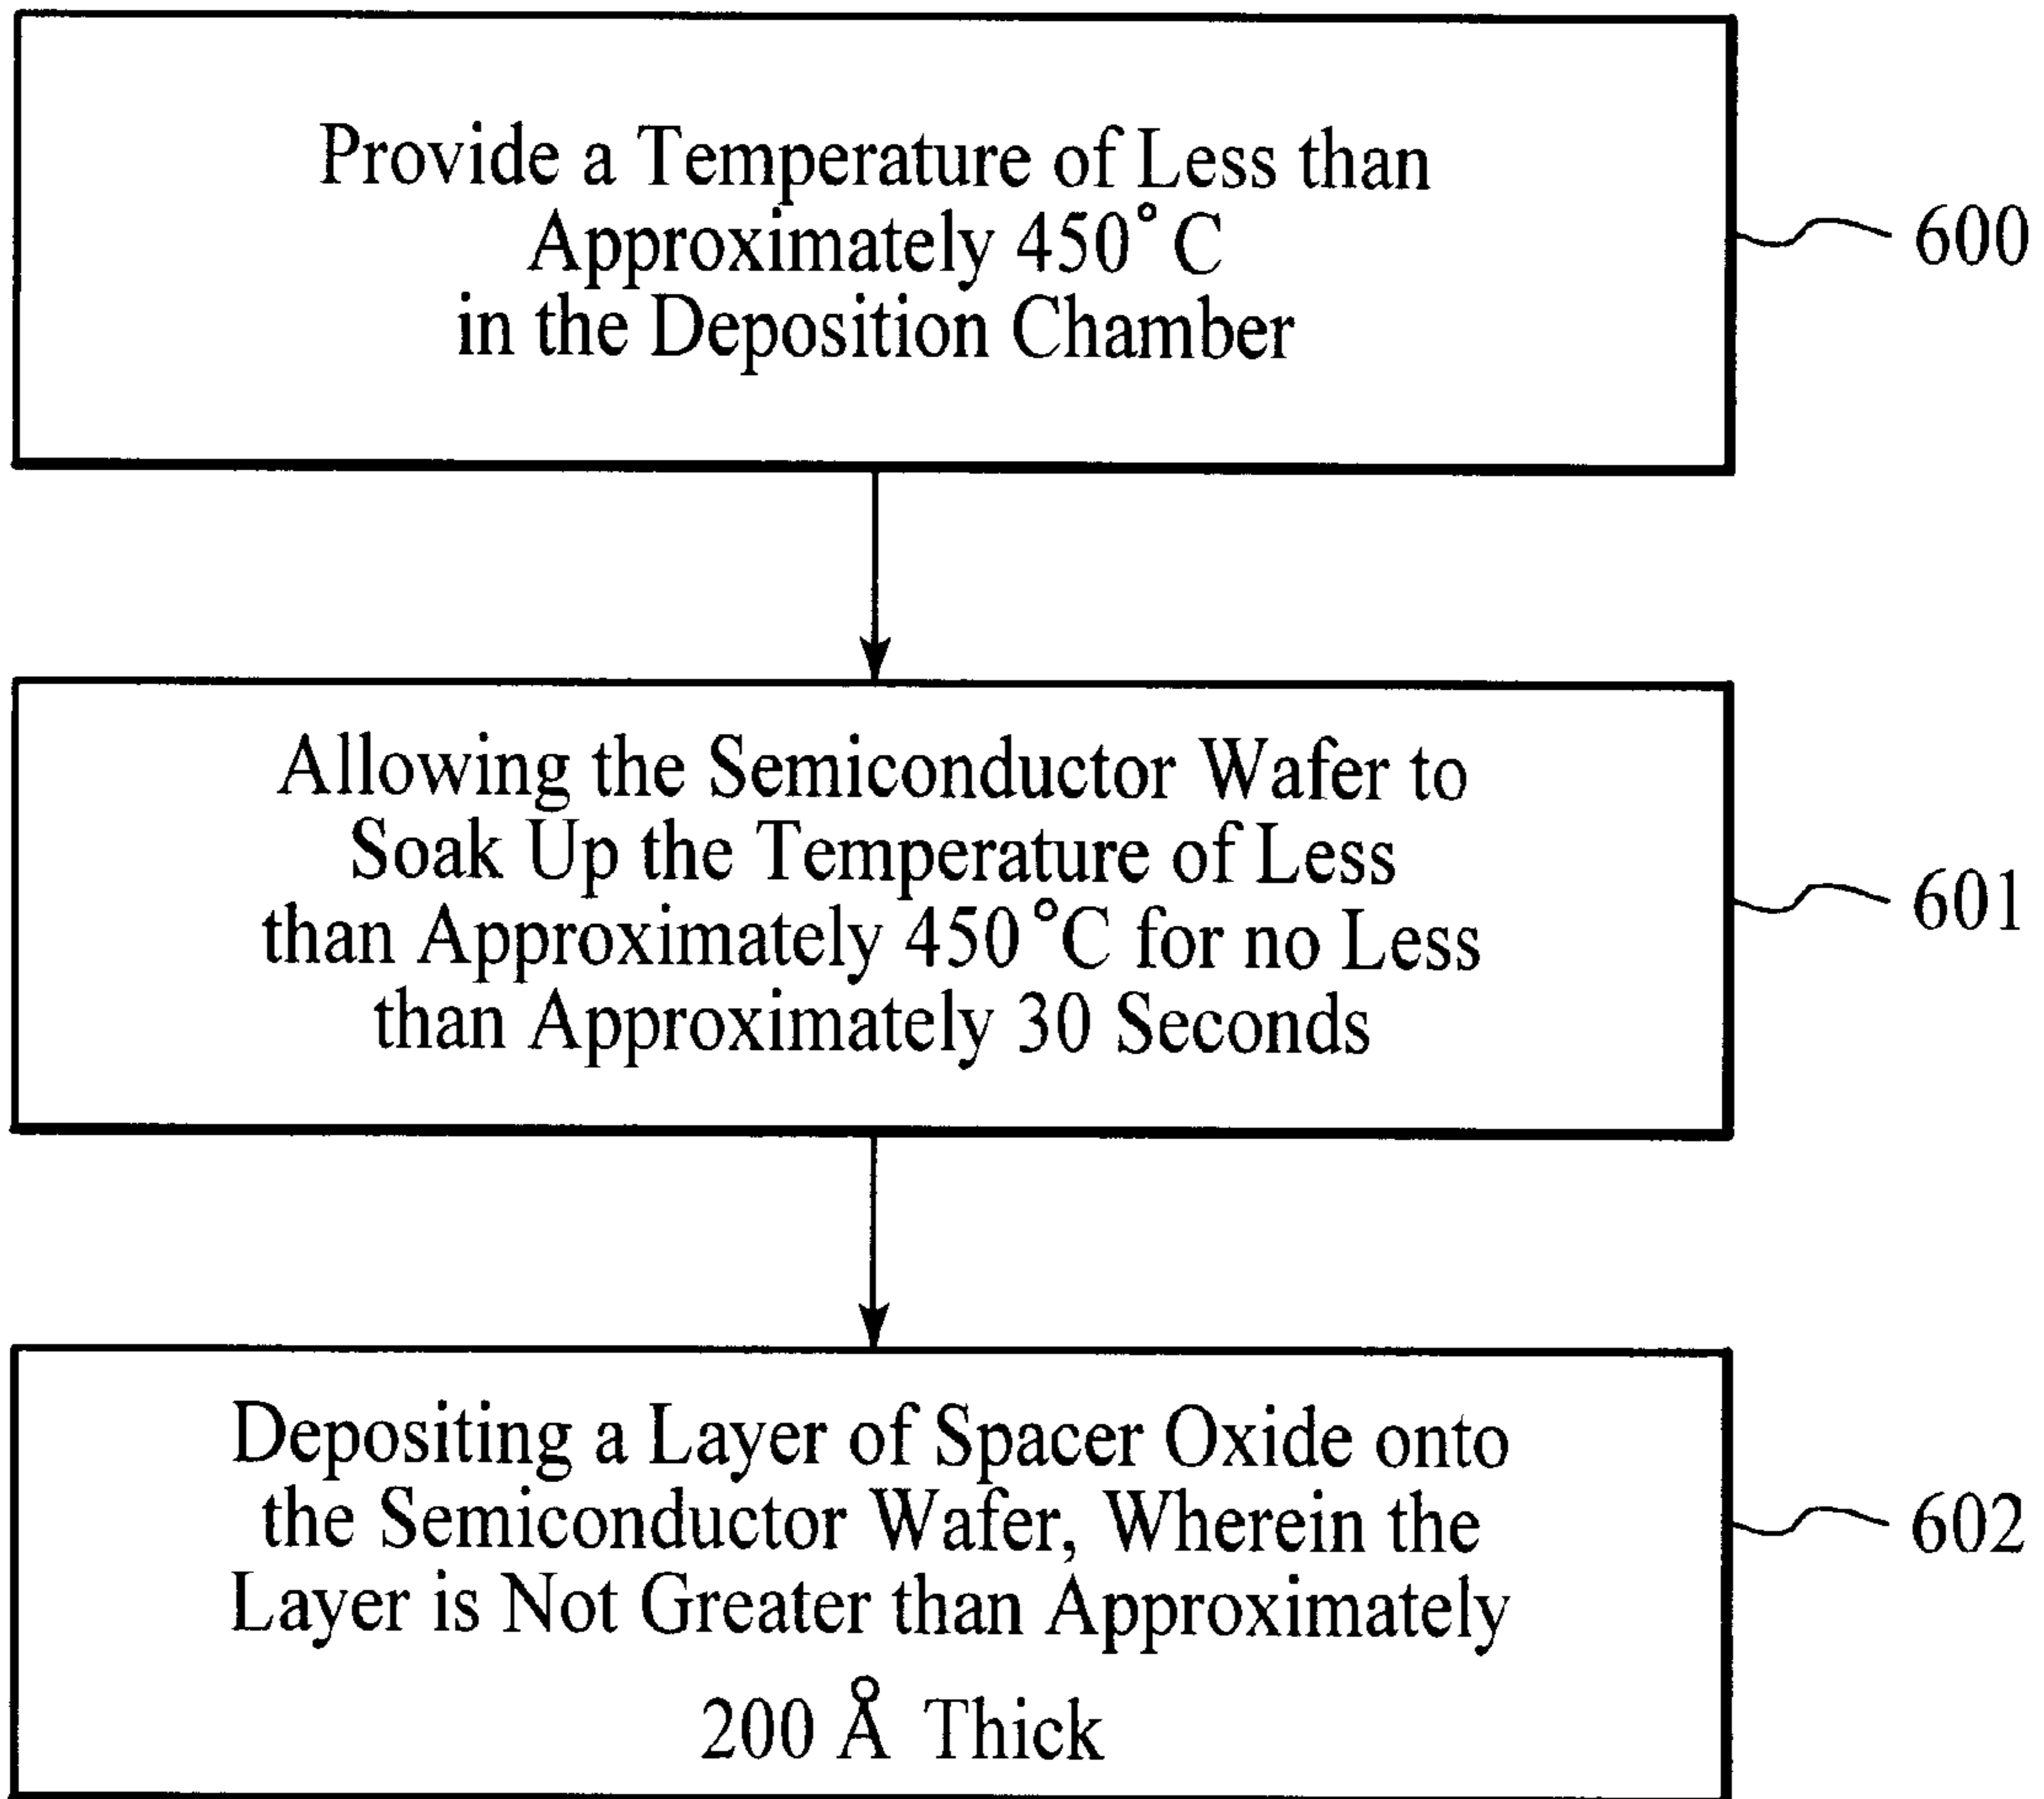 Provide a Temperature of Less than
Approximately 450° C
in the Deposition Chamber
600
Allowing the Semiconductor Wafer to
Soak Up the Temperature of Less
than Approximately 450°C for no Less
than Approximately 30 Seconds
601
Depositing a Layer of Spacer Oxide onto
the Semiconductor Wafer, Wherein the
Layer is Not Greater than Approximately
200 Å Thick
602